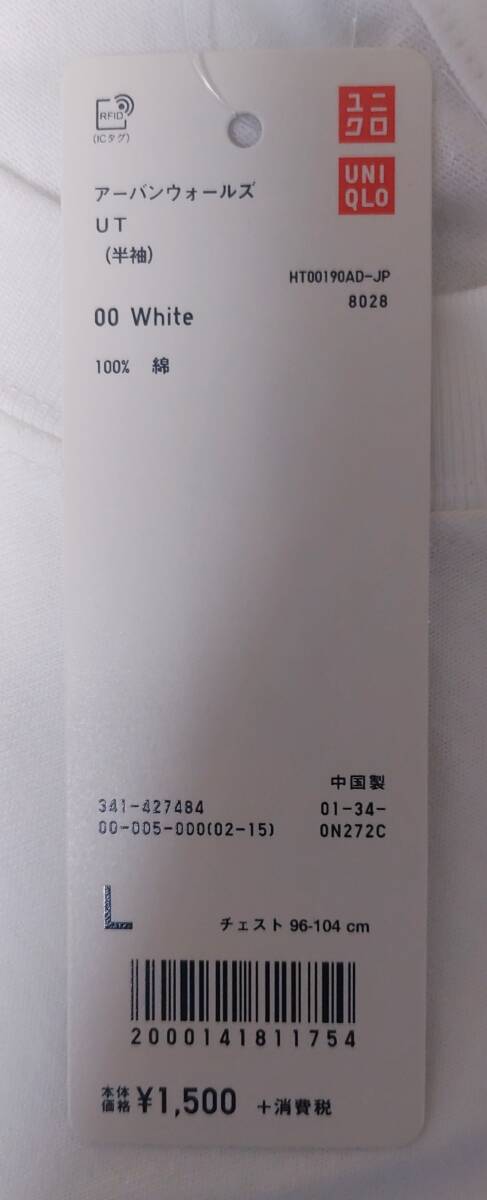 RFID
(ICタグ)
ユニ
クロ
UNI
QLO
アーバンウォールズ
UT
(半袖)
HT00190AD-JP
8028
00 White
100% 綿
中国製
341-427484
01-34-
00-005-000(02-15)
0N272C
L
チェスト 96-104 cm
2000141811754
本体
価格 ¥1,500 +消費税